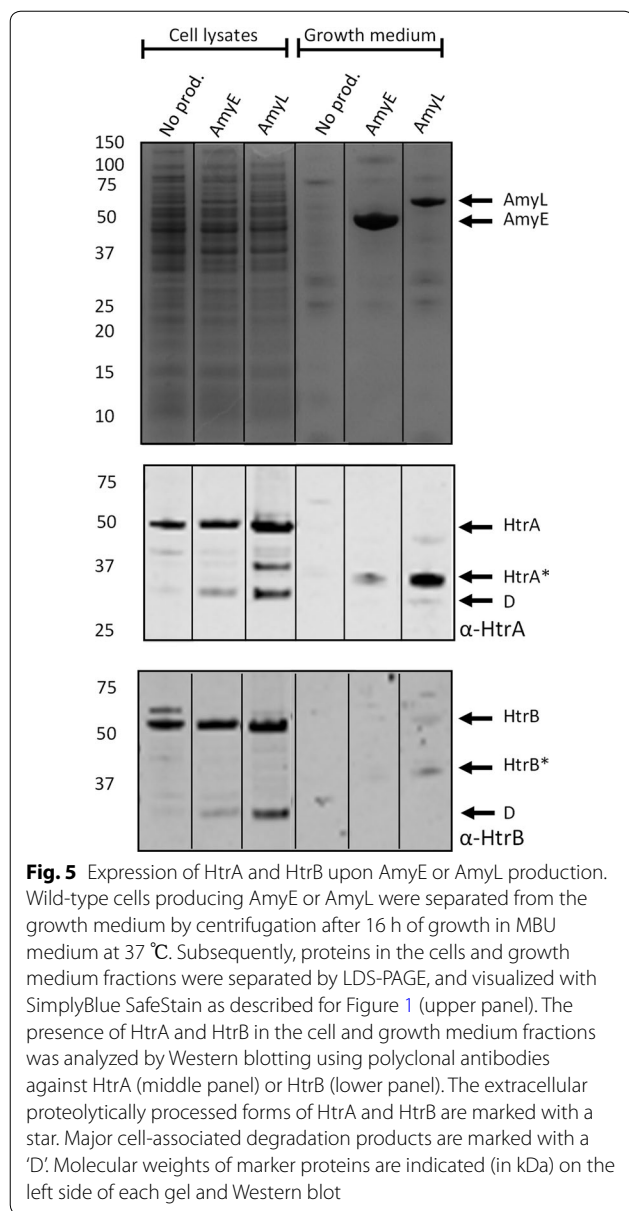 Cell lysates Growth medium
No prod. AmyE AmyL No prod. AmyE AmyL
150
100
75
50
37
25
20
15
10
AmyL
AmyE
75
50
37
25
HtrA
HtrA*
D
α-HtrA
75
50
37
HtrB
HtrB*
D
α-HtrB
Fig. 5 Expression of HtrA and HtrB upon AmyE or AmyL production.
Wild-type cells producing AmyE or AmyL were separated from the
growth medium by centrifugation after 16 h of growth in MBU
medium at 37 ℃. Subsequently, proteins in the cells and growth
medium fractions were separated by LDS-PAGE, and visualized with
SimplyBlue SafeStain as described for Figure 1 (upper panel). The
presence of HtrA and HtrB in the cell and growth medium fractions
was analyzed by Western blotting using polyclonal antibodies
against HtrA (middle panel) or HtrB (lower panel). The extracellular
proteolytically processed forms of HtrA and HtrB are marked with a
star. Major cell-associated degradation products are marked with a
‘D’. Molecular weights of marker proteins are indicated (in kDa) on the
left side of each gel and Western blot